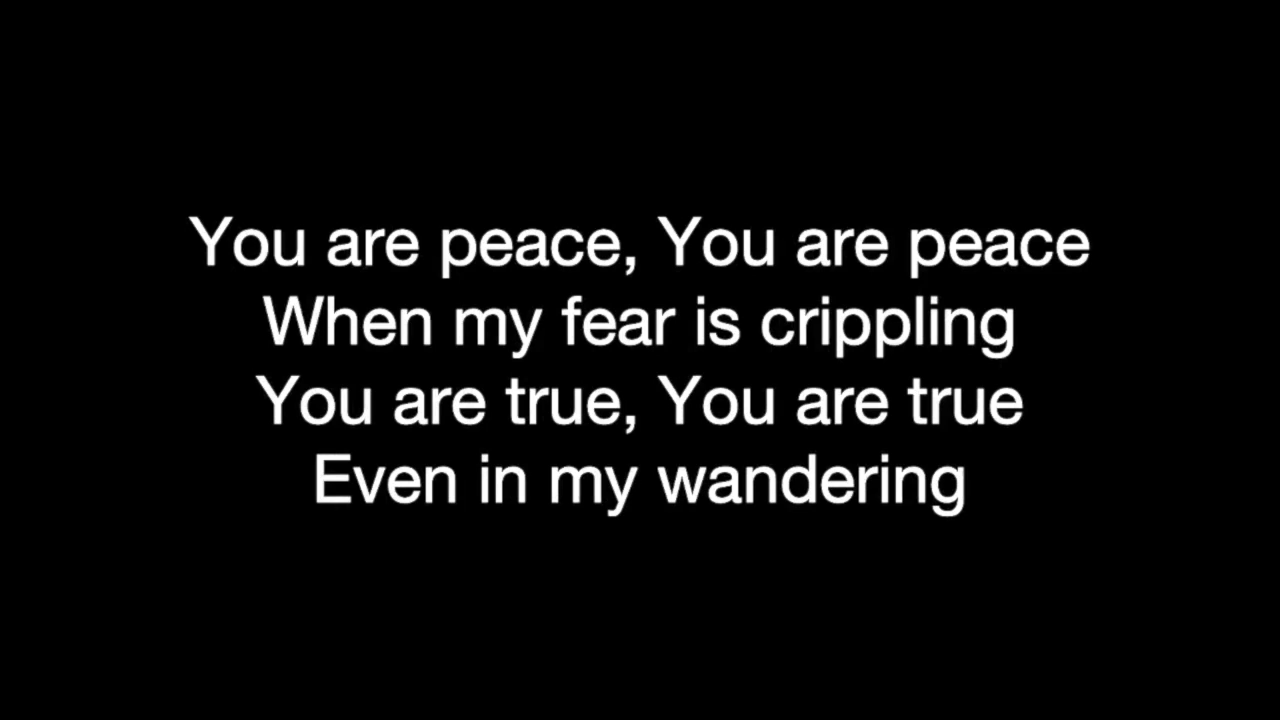 You are peace, You are peace
When my fear is crippling
You are true, You are true
Even in my wandering